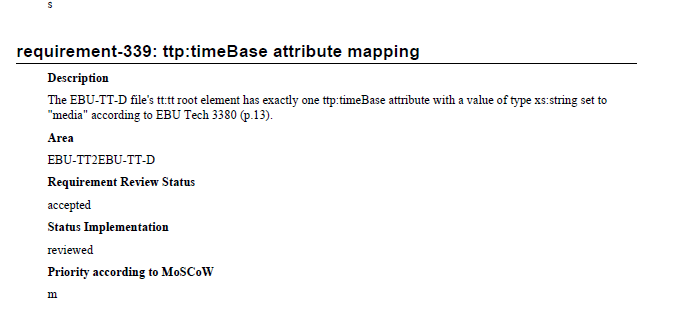 s
requirement-339: ttp:timeBase attribute mapping
Description
The EBU-TT-D file's tt:tt root element has exactly one ttp:timeBase attribute with a value of type xs:string set to
"media" according to EBU Tech 3380 (p.13).
Area
EBU-TT2EBU-TT-D
Requirement Review Status
accepted
Status Implementation
reviewed
Priority according to MoSCoW
m